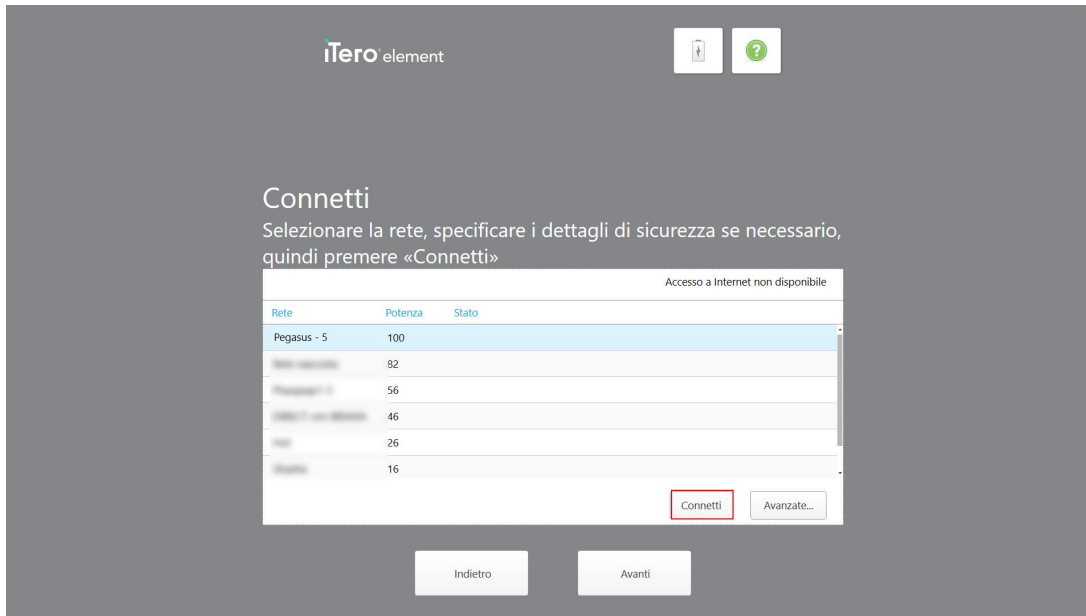 iTero element
?
Connetti
Selezionare la rete, specificare i dettagli di sicurezza se necessario,
quindi premere «Connetti»
Accesso a Internet non disponibile
Rete Potenza Stato
Pegasus - 5 100
82
56
46
26
16
Connetti Avanzate...
Indietro Avanti